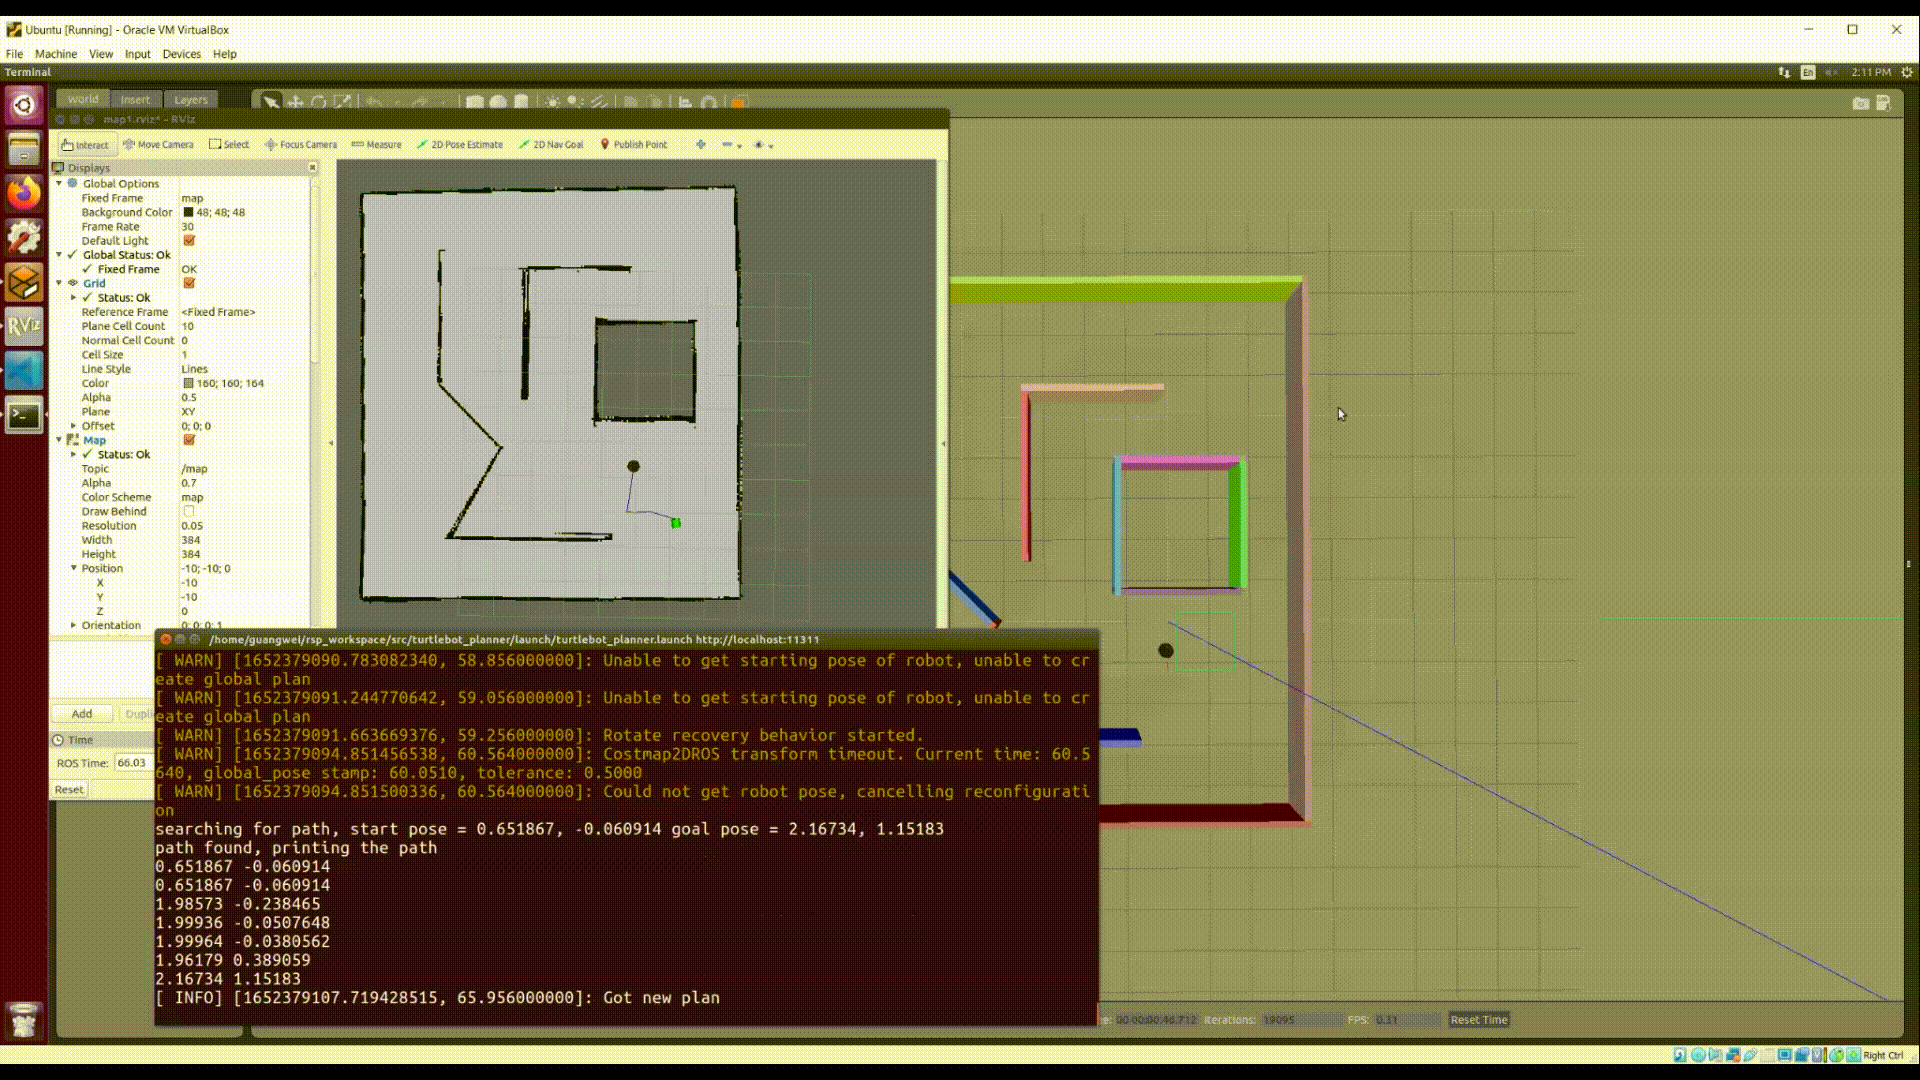 Ubuntu [Running] - Oracle VM VirtualBox
File Machine View Input Devices Help
Terminal
En 2:11 PM
World Insert Layers
map1.rviz* - RViz
Interact Move Camera Select Focus Camera Measure 2D Pose Estimate 2D Nav Goal Publish Point
Displays
Global Options
Fixed Frame map
Background Color 48; 48; 48
Frame Rate 30
Default Light
Global Status: Ok
Fixed Frame OK
Grid
Status: Ok
Reference Frame <Fixed Frame>
Plane Cell Count 10
Normal Cell Count 0
Cell Size 1
Line Style Lines
Color 160; 160; 164
Alpha 0.5
Plane XY
Offset 0; 0; 0
Map
Status: Ok
Topic /map
Alpha 0.7
Color Scheme map
Draw Behind
Resolution 0.05
Width 384
Height 384
Position -10; -10; 0
X -10
Y -10
Z 0
Orientation 0; 0; 0; 1
RViz
Add Dupli
Time
ROS Time: 66.03
Reset
/home/guangwei/rsp_workspace/src/turtlebot_planner/launch/turtlebot_planner.launch http://localhost:11311
[ WARN] [1652379090.783082340, 58.856000000]: Unable to get starting pose of robot, unable to cr
eate global plan
[ WARN] [1652379091.244770642, 59.056000000]: Unable to get starting pose of robot, unable to cr
eate global plan
[ WARN] [1652379091.663669376, 59.256000000]: Rotate recovery behavior started.
[ WARN] [1652379094.851456538, 60.564000000]: Costmap2DROS transform timeout. Current time: 60.5
640, global_pose stamp: 60.0510, tolerance: 0.5000
[ WARN] [1652379094.851500336, 60.564000000]: Could not get robot pose, cancelling reconfigurati
on
searching for path, start pose = 0.651867, -0.060914 goal pose = 2.16734, 1.15183
path found, printing the path
0.651867 -0.060914
0.651867 -0.060914
1.98573 -0.238465
1.99936 -0.0507648
1.99964 -0.0380562
1.96179 0.389059
2.16734 1.15183
[ INFO] [1652379107.719428515, 65.956000000]: Got new plan
00:00:00:46.712 Iterations: 19095 FPS: 0.31 Reset Time
Right Ctrl